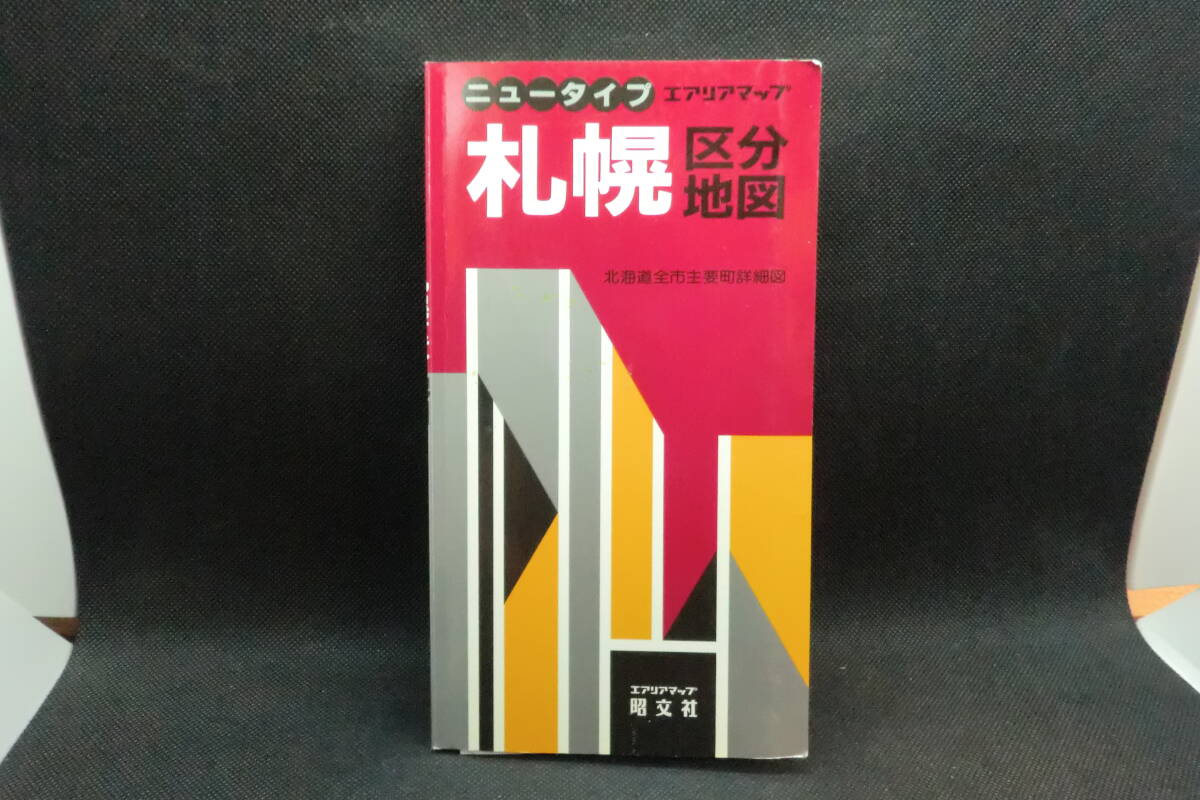 ニュータイプ エアリアマップ
札幌 区分
地図
北海道全市主要町詳細図
エアリアマップ
昭文社